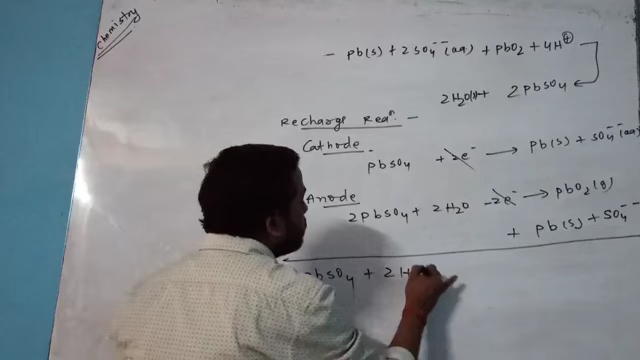 Chemistry
- Pb(s) + 2SO4-- (aq) + PbO2 + 4H+
2H2O(l)+ 2PbSO4
Recharge Rean. -
Cathode
PbSO4 + 2e- → Pb(s) + SO4-- (aq)
Anode
2PbSO4 + 2H2O - 2e- → PbO2(s)
+ Pb(s) + SO4--
PbSO4 + 2H